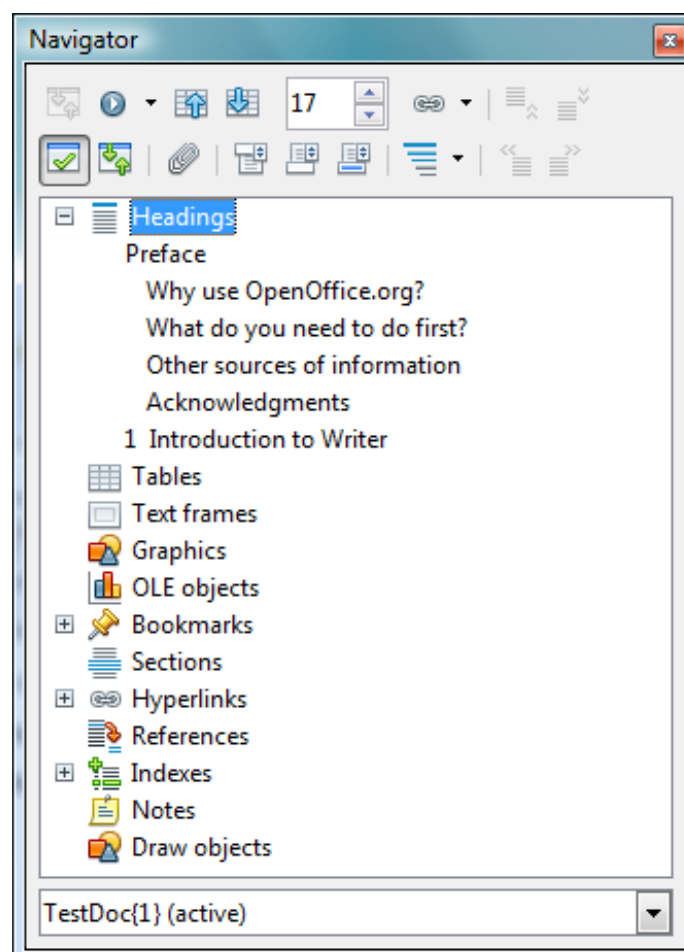 Navigator
17
Headings
Preface
Why use OpenOffice.org?
What do you need to do first?
Other sources of information
Acknowledgments
1 Introduction to Writer
Tables
Text frames
Graphics
OLE objects
Bookmarks
Sections
Hyperlinks
References
Indexes
Notes
Draw objects
TestDoc{1} (active)